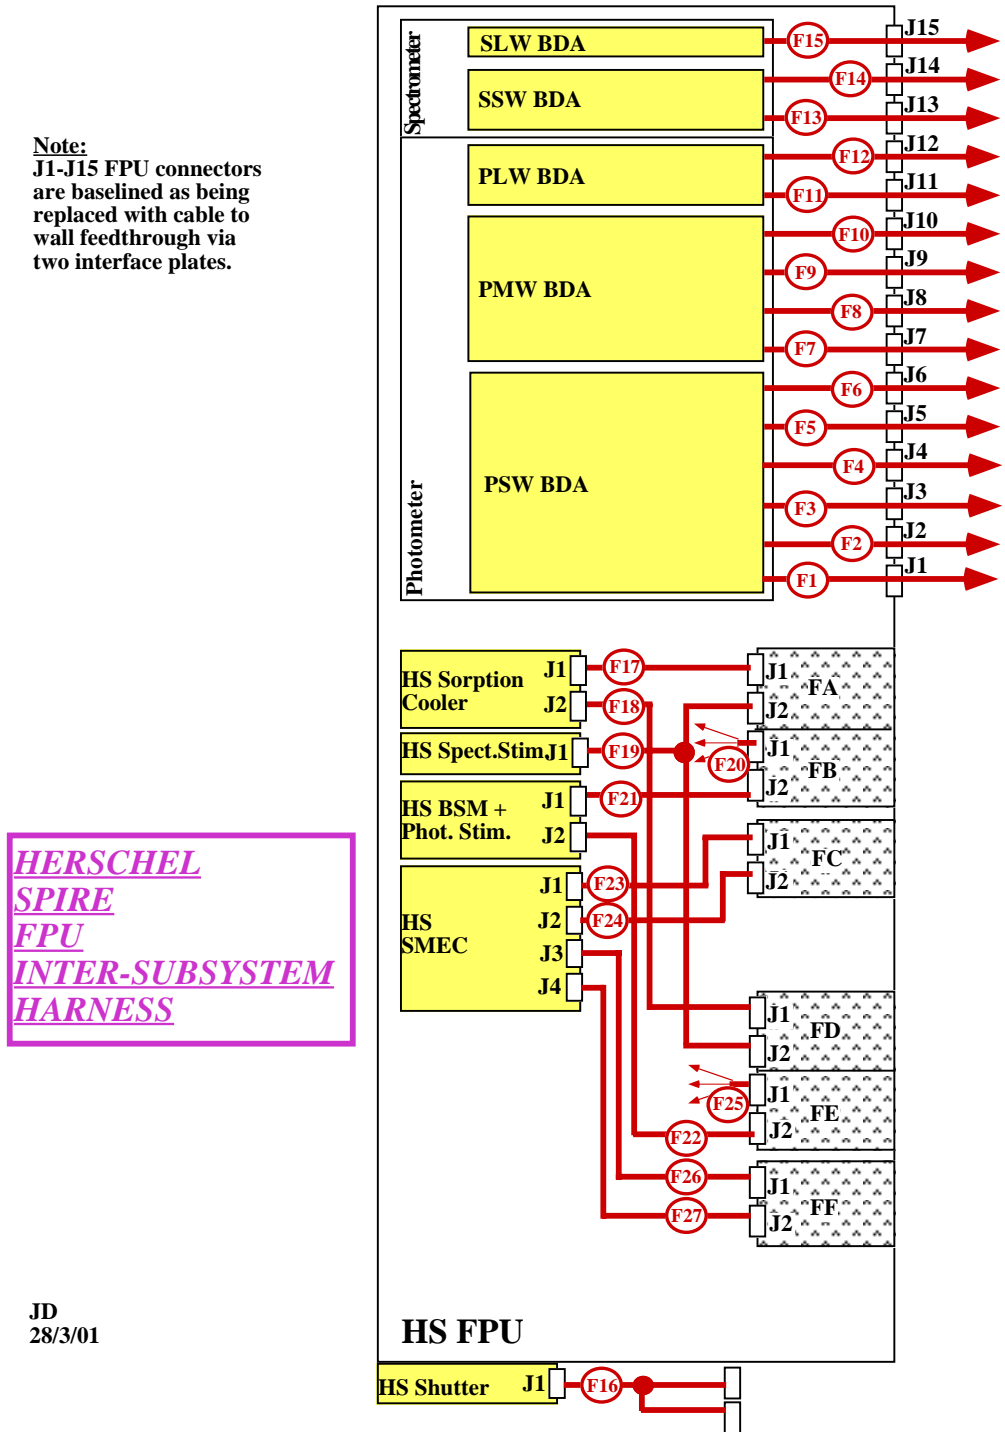 Note:
J1-J15 FPU connectors
are baselined as being
replaced with cable to
wall feedthrough via
two interface plates.
HERSCHEL
SPIRE
FPU
INTER-SUBSYSTEM
HARNESS
JD
28/3/01
Spectrometer
SLW BDA
F15
J15
SSW BDA
F14
J14
F13
J13
Photometer
PLW BDA
F12
J12
F11
J11
PMW BDA
F10
J10
F9
J9
F8
J8
F7
J7
PSW BDA
F6
J6
F5
J5
F4
J4
F3
J3
F2
J2
F1
J1
HS Sorption
Cooler
J1
J2
F17
F18
J1
FA
J2
HS Spect.Stim.
J1
F19
F20
J1
FB
J2
HS BSM +
Phot. Stim.
J1
J2
F21
J1
FC
J2
HS
SMEC
J1
J2
J3
J4
F23
F24
J1
FD
J2
F25
J1
FE
J2
F22
F26
J1
FF
J2
F27
HS FPU
HS Shutter
J1
F16